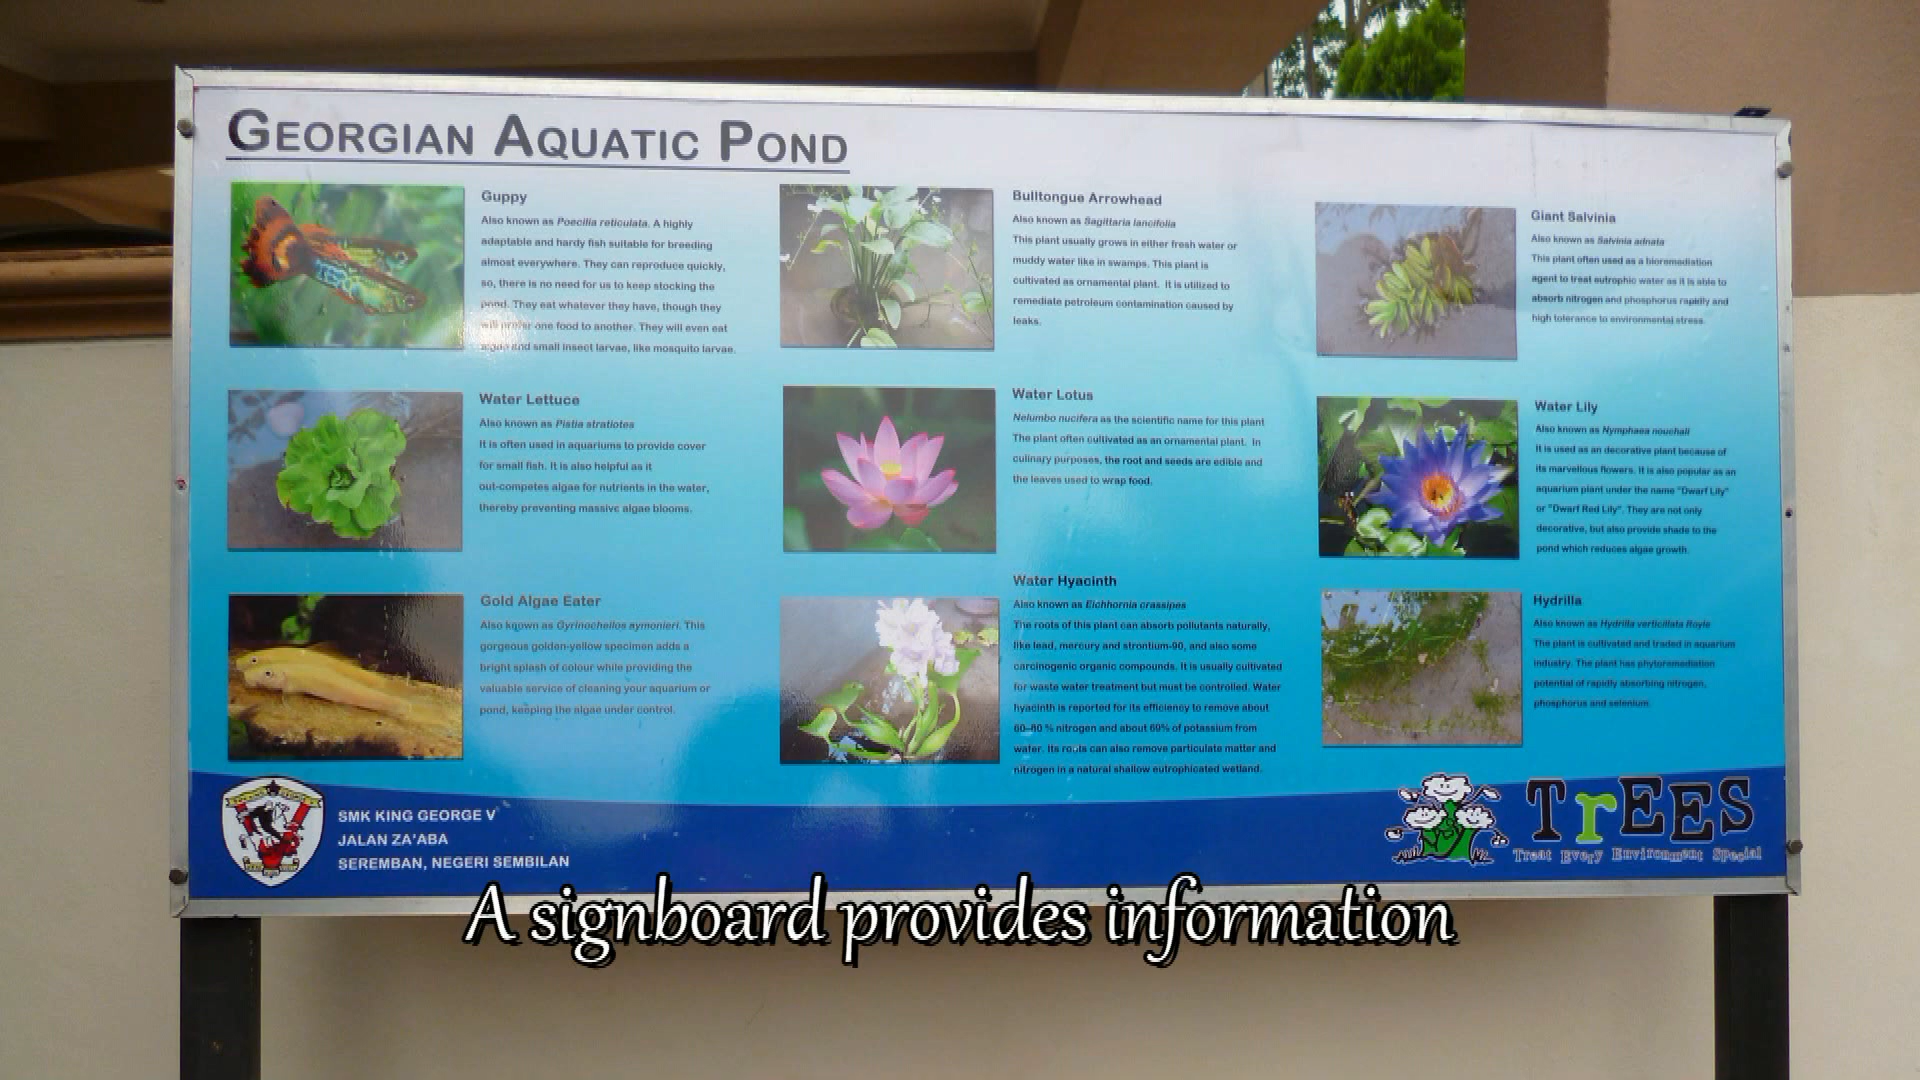 GEORGIAN AQUATIC POND
Guppy
Also known as Poecilia reticulata. A highly
adaptable and hardy fish suitable for breeding
almost everywhere. They can reproduce quickly,
so, there is no need for us to keep stocking the
pond. They eat whatever they have, though they
will prefer one food to another. They will even eat
algae and small insect larvae, like mosquito larvae.
Water Lettuce
Also known as Pistia stratiotes
It is often used in aquariums to provide cover
for small fish. It is also helpful as it
out-competes algae for nutrients in the water,
thereby preventing massive algae blooms.
Gold Algae Eater
Also known as Gyrinocheilos aymonieri. This
gorgeous golden-yellow specimen adds a
bright splash of colour while providing the
valuable service of cleaning your aquarium or
pond, keeping the algae under control.
Bulltongue Arrowhead
Also known as Sagittaria lancifolia
This plant usually grows in either fresh water or
muddy water like in swamps. This plant is
cultivated as ornamental plant. It is utilized to
remediate petroleum contamination caused by
leaks.
Water Lotus
Nelumbo nucifera as the scientific name for this plant
The plant often cultivated as an ornamental plant. In
culinary purposes, the root and seeds are edible and
the leaves used to wrap food.
Water Hyacinth
Also known as Eichhornia crassipes
The roots of this plant can absorb pollutants naturally,
like lead, mercury and strontium-90, and also some
carcinogenic organic compounds. It is usually cultivated
for waste water treatment but must be controlled. Water
hyacinth is reported for its efficiency to remove about
60–80 % nitrogen and about 69% of potassium from
water. Its roots can also remove particulate matter and
nitrogen in a natural shallow eutrophicated wetland.
Giant Salvinia
Also known as Salvinia adnata
This plant often used as a bioremediation
agent to treat eutrophic water as it is able to
absorb nitrogen and phosphorus rapidly and
high tolerance to environmental stress.
Water Lily
Also known as Nymphaea nouchali
It is used as an decorative plant because of
its marvellous flowers. It is also popular as an
aquarium plant under the name "Dwarf Lily"
or "Dwarf Red Lily". They are not only
decorative, but also provide shade to the
pond which reduces algae growth.
Hydrilla
Also known as Hydrilla verticillata Royle
The plant is cultivated and traded in aquarium
industry. The plant has phytoremediation
potential of rapidly absorbing nitrogen,
phosphorus and selenium.
SMK KING GEORGE V
JALAN ZA'ABA
SEREMBAN, NEGERI SEMBILAN
TrEES
Treat Every Environment Special
A signboard provides information